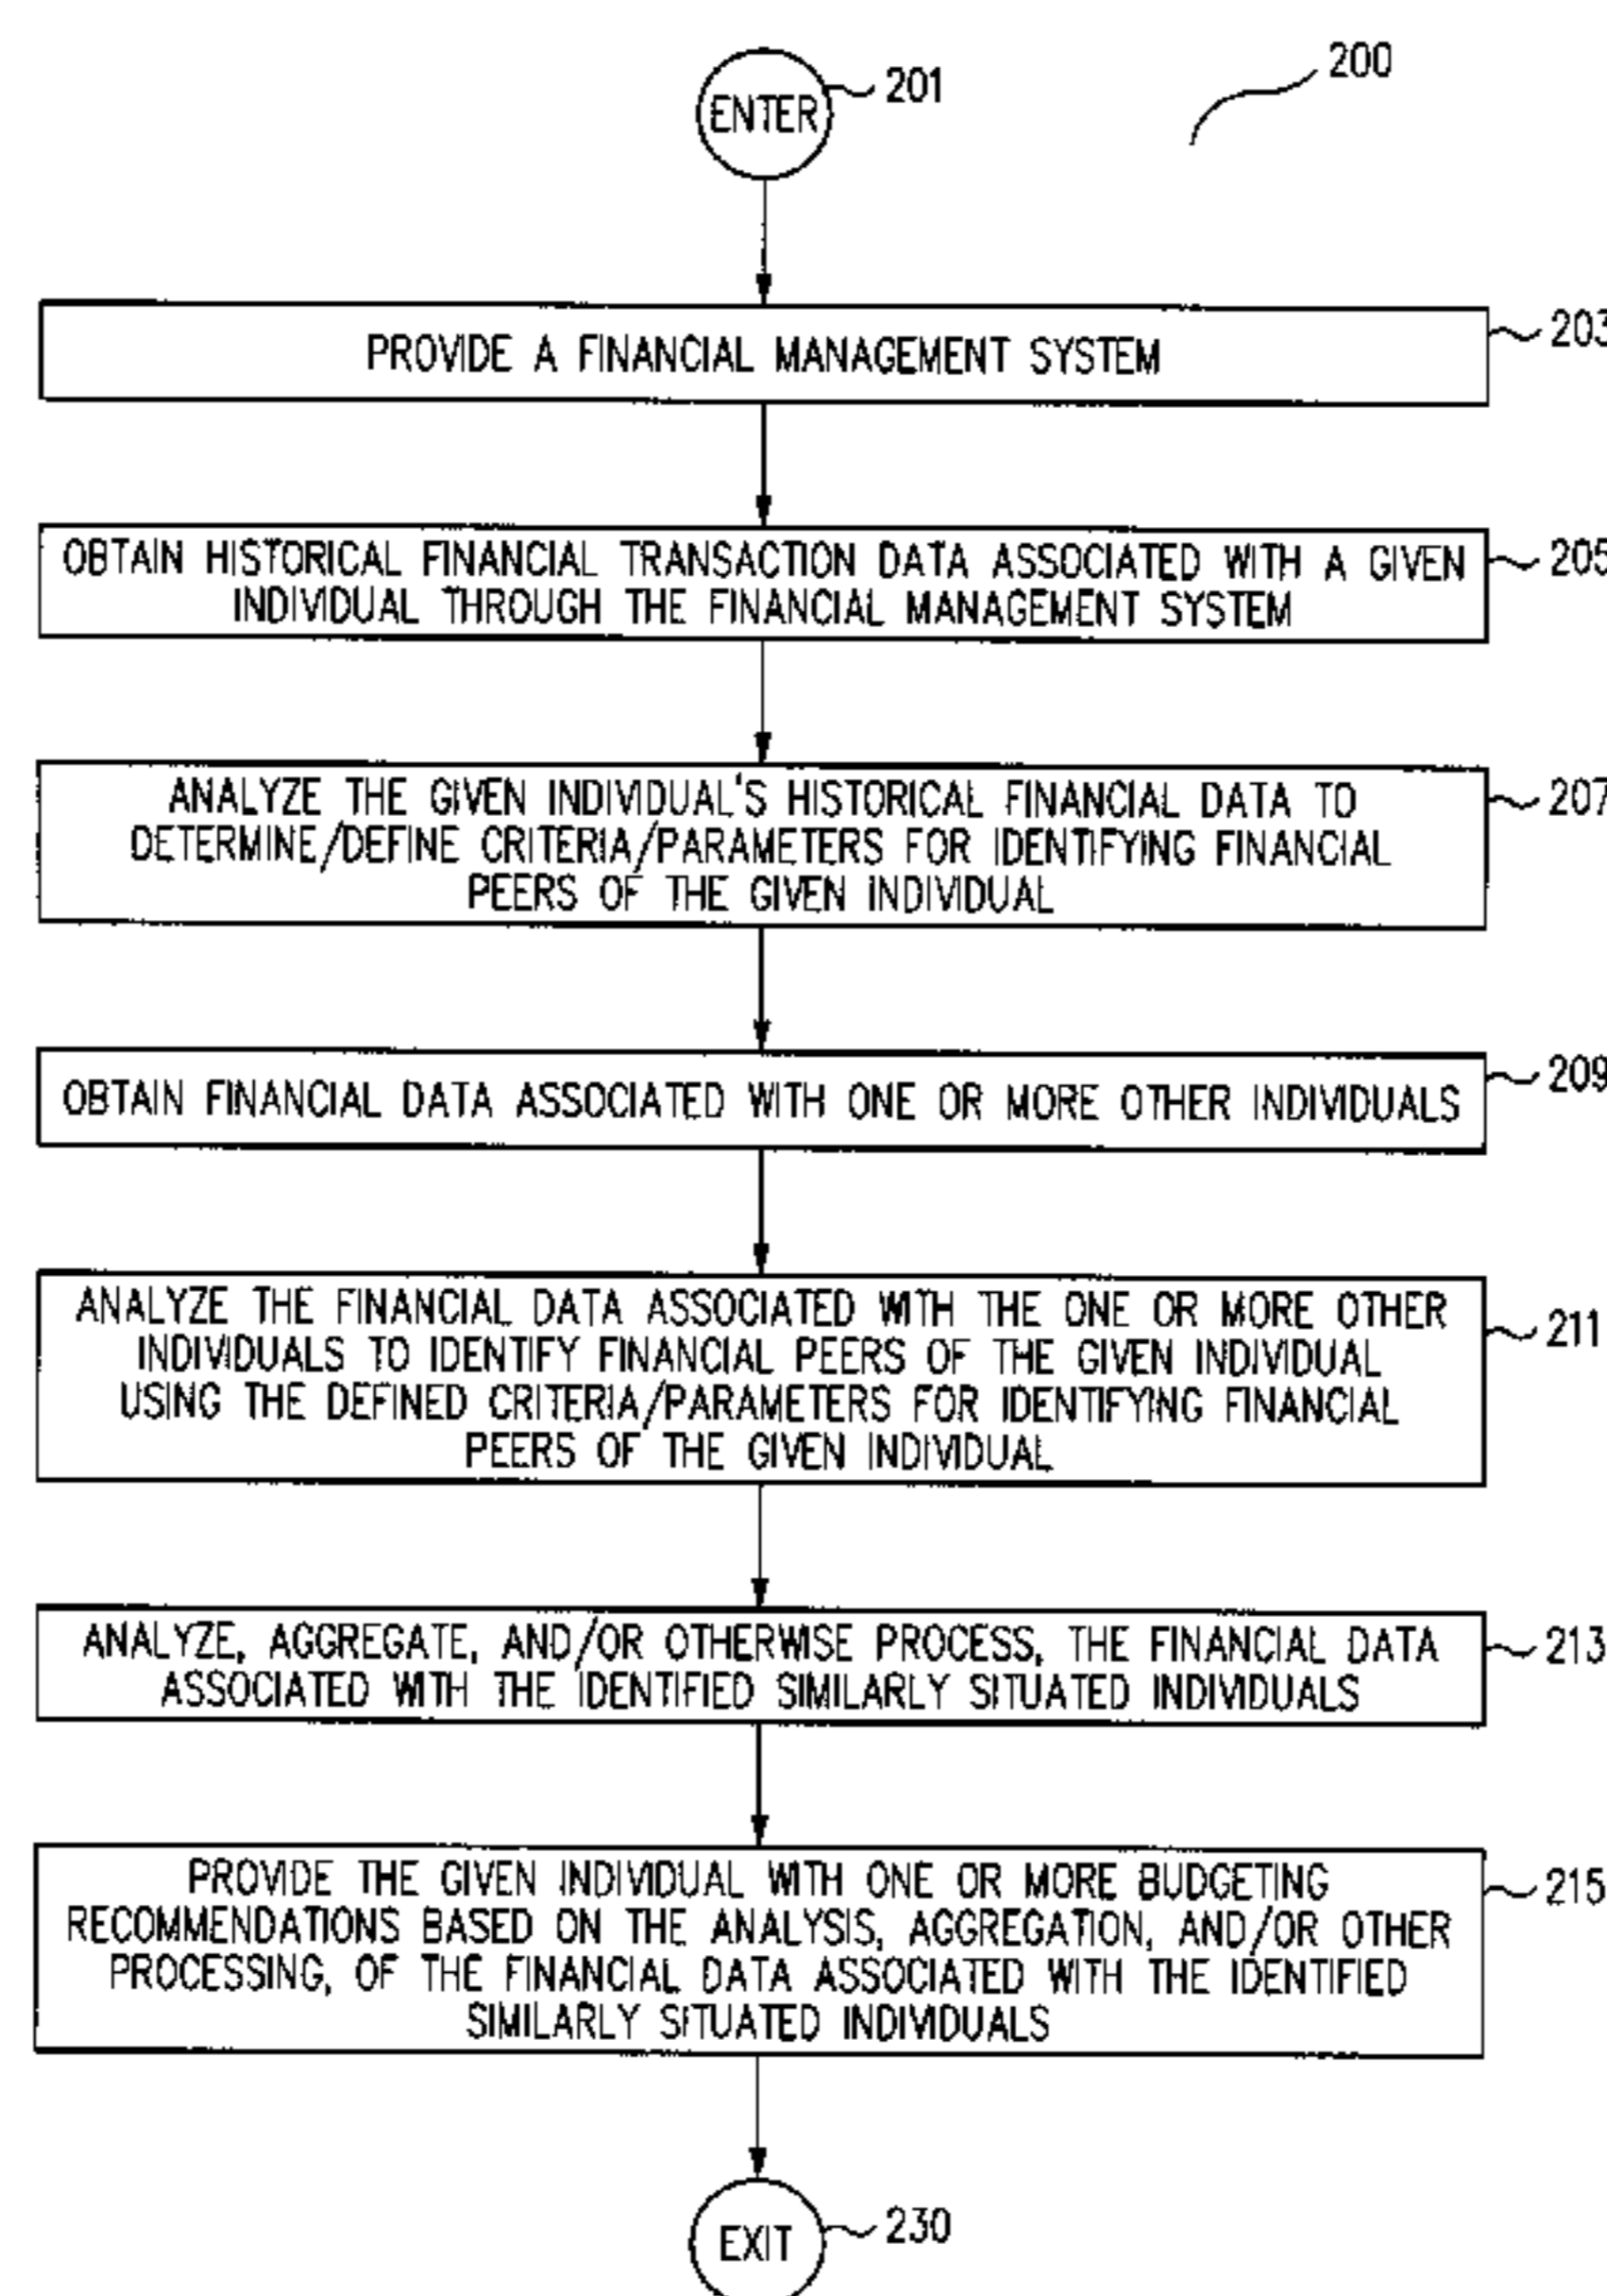 200
ENTER 201
PROVIDE A FINANCIAL MANAGEMENT SYSTEM 203
OBTAIN HISTORICAL FINANCIAL TRANSACTION DATA ASSOCIATED WITH A GIVEN 205
INDIVIDUAL THROUGH THE FINANCIAL MANAGEMENT SYSTEM
ANALYZE THE GIVEN INDIVIDUAL'S HISTORICAL FINANCIAL DATA TO 207
DETERMINE/DEFINE CRITERIA/PARAMETERS FOR IDENTIFYING FINANCIAL
PEERS OF THE GIVEN INDIVIDUAL
OBTAIN FINANCIAL DATA ASSOCIATED WITH ONE OR MORE OTHER INDIVIDUALS 209
ANALYZE THE FINANCIAL DATA ASSOCIATED WITH THE ONE OR MORE OTHER 211
INDIVIDUALS TO IDENTIFY FINANCIAL PEERS OF THE GIVEN INDIVIDUAL
USING THE DEFINED CRITERIA/PARAMETERS FOR IDENTIFYING FINANCIAL
PEERS OF THE GIVEN INDIVIDUAL
ANALYZE, AGGREGATE, AND/OR OTHERWISE PROCESS, THE FINANCIAL DATA 213
ASSOCIATED WITH THE IDENTIFIED SIMILARLY SITUATED INDIVIDUALS
PROVIDE THE GIVEN INDIVIDUAL WITH ONE OR MORE BUDGETING 215
RECOMMENDATIONS BASED ON THE ANALYSIS, AGGREGATION, AND/OR OTHER
PROCESSING, OF THE FINANCIAL DATA ASSOCIATED WITH THE IDENTIFIED
SIMILARLY SITUATED INDIVIDUALS
EXIT 230